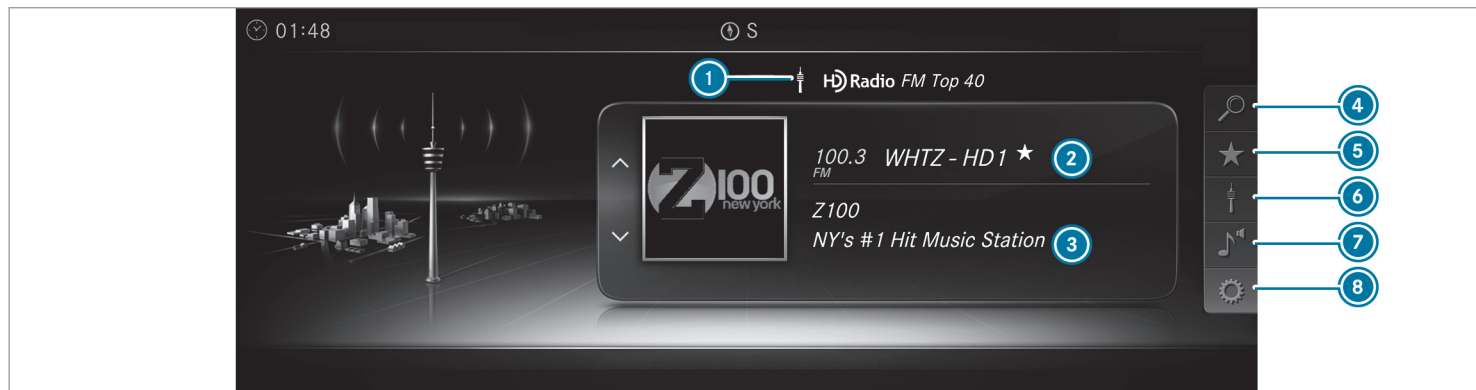 01:48
S
1
HD Radio FM Top 40
4
Z100
new york
100.3 WHTZ - HD1 ★ 2
FM
5
Z100
6
NY's #1 Hit Music Station 3
7
8